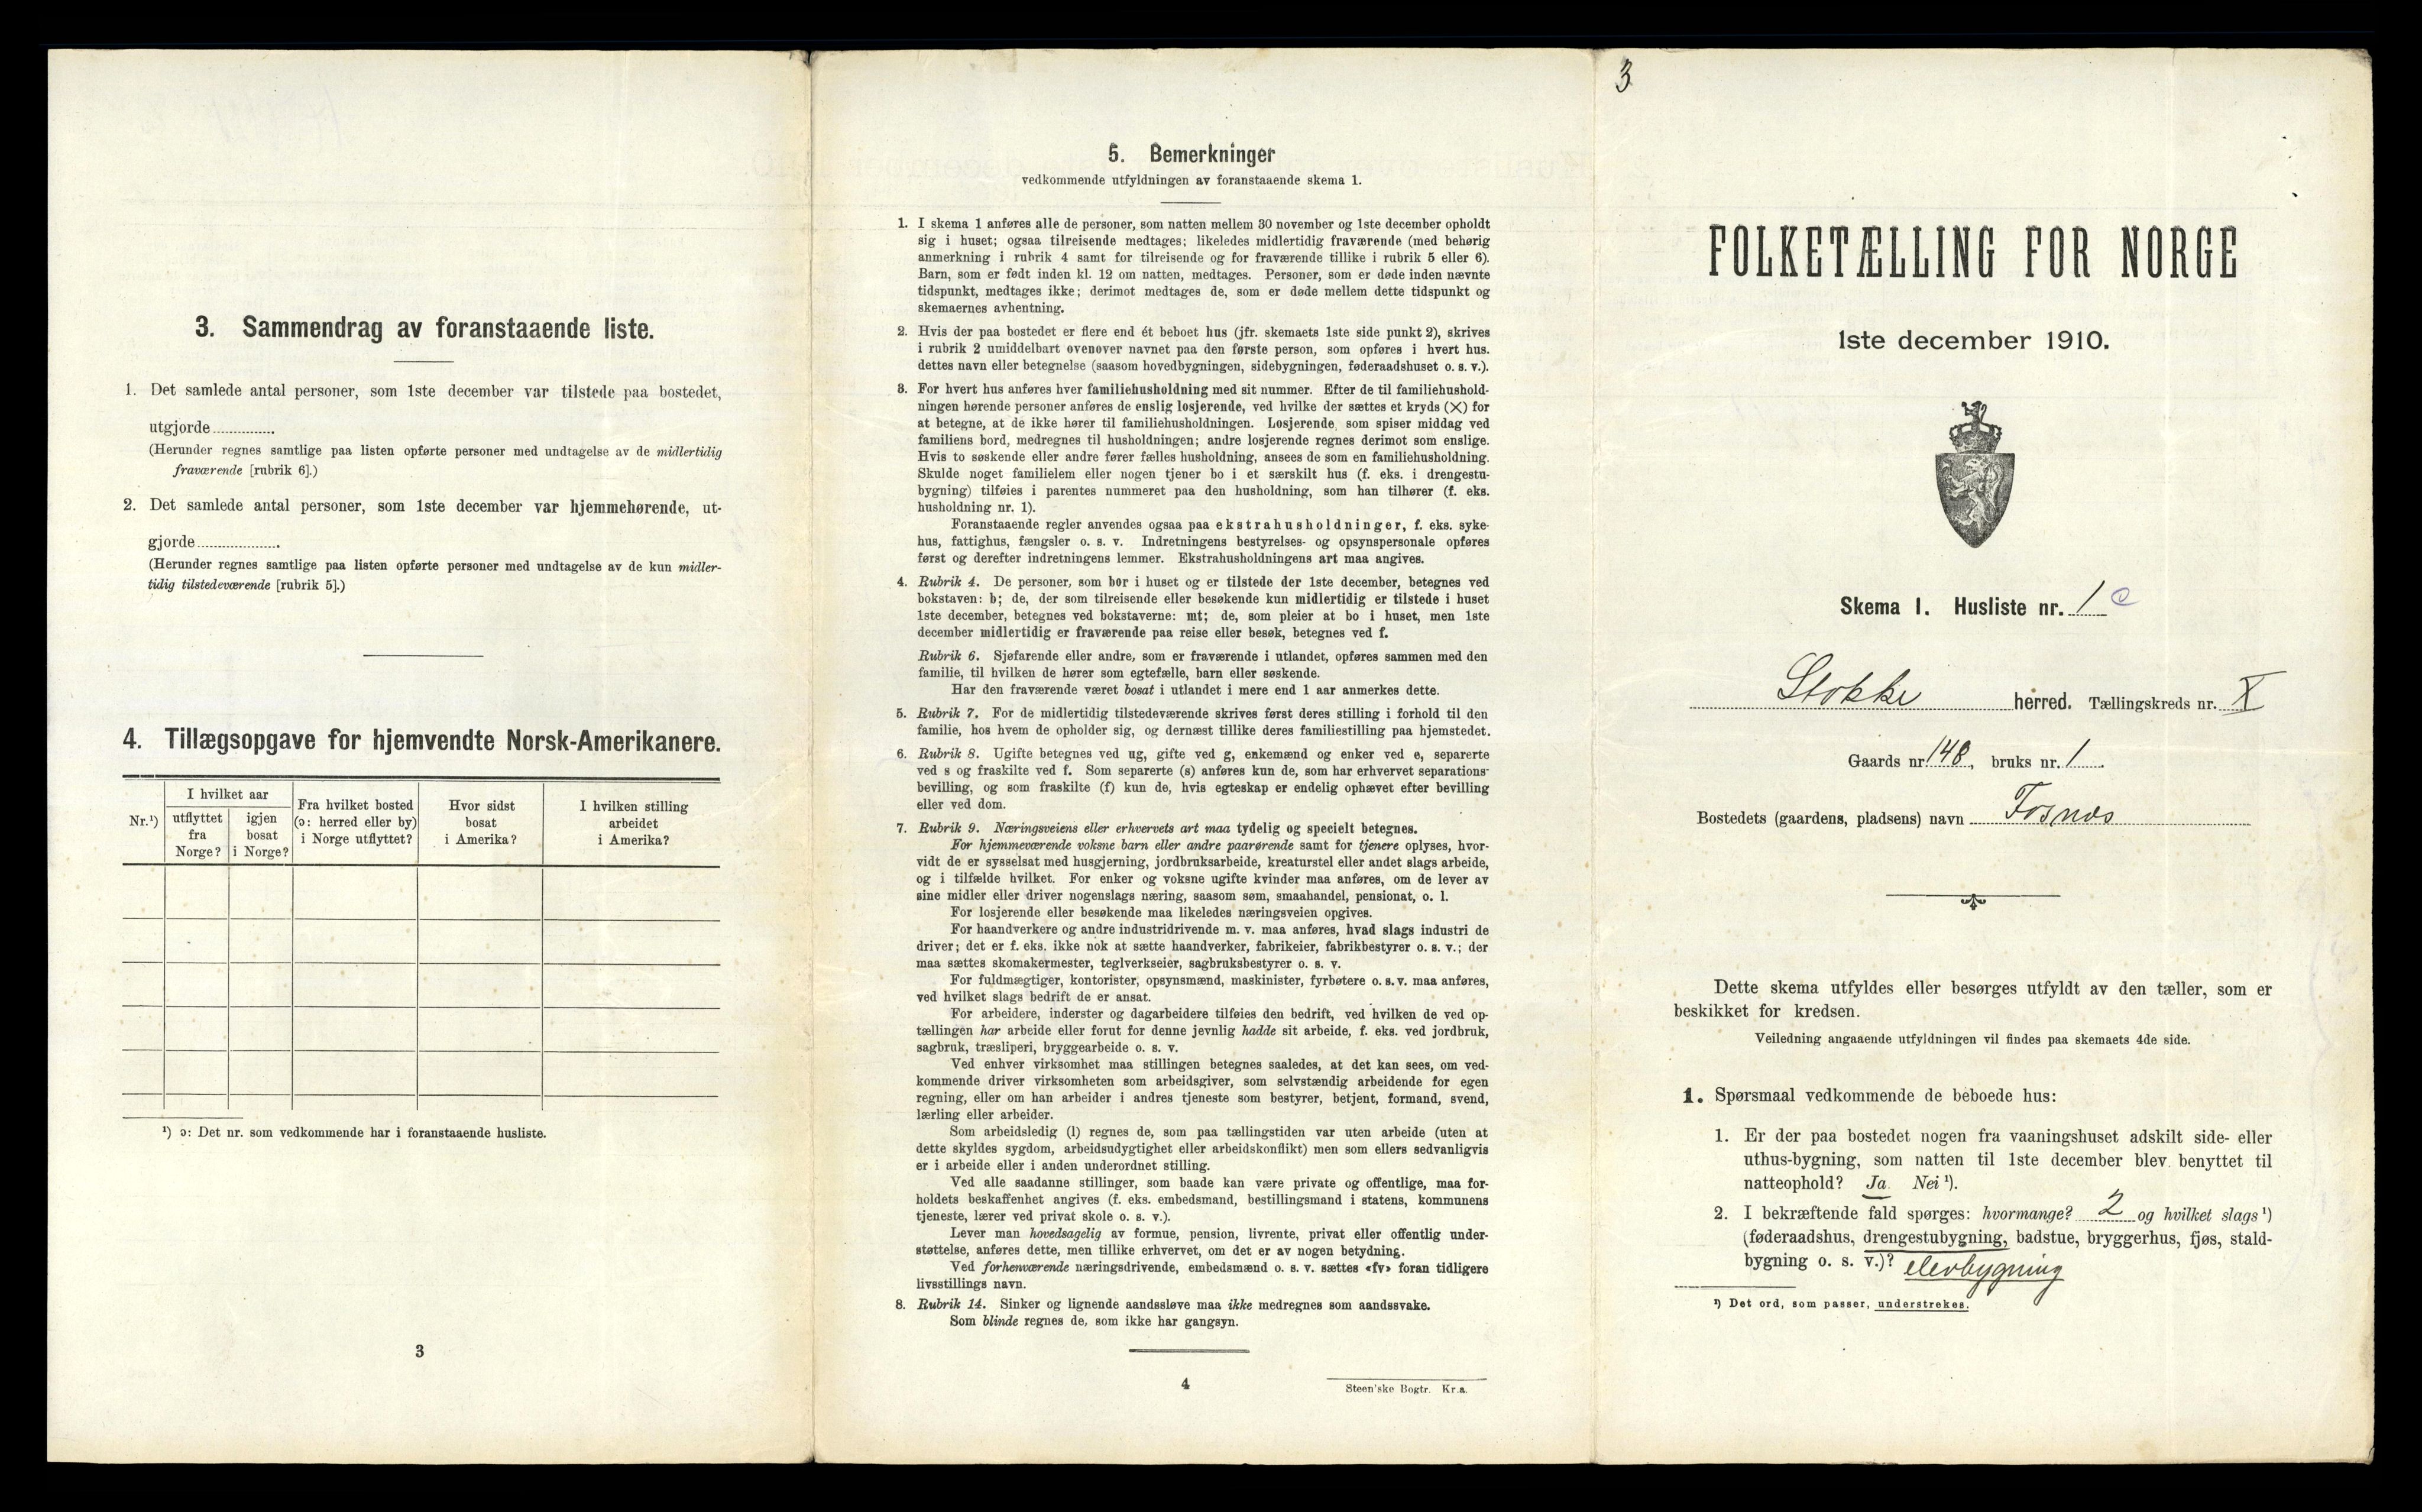 3. Sammendrag av foranstaaende liste.
1. Det samlede antal personer, som 1ste december var tilstede paa bostedet,
utgjorde..............
(Herunder regnes samtlige paa listen opførte personer med undtagelse av de midlertidig
fraværende [rubrik 6].)
2. Det samlede antal personer, som 1ste december var hjemmehørende, ut-
gjorde...................
(Herunder regnes samtlige paa listen opførte personer med undtagelse av de kun midler-
tidig tilstedeværende [rubrik 5].)
4. Tillægsopgave for hjemvendte Norsk-Amerikanere.
Nr.¹)
I hvilket aar
utflyttet
fra
Norge?
igjen
bosat
i Norge?
Fra hvilket bosted
(ɔ: herred eller by)
i Norge utflyttet?
Hvor sidst
bosat
i Amerika?
I hvilken stilling
arbeidet
i Amerika?
¹) ɔ: Det nr. som vedkommende har i foranstaaende husliste.
3
5. Bemerkninger
vedkommende utfyldningen av foranstaaende skema 1.
1. I skema 1 anføres alle de personer, som natten mellem 30 november og 1ste december opholdt
sig i huset; ogsaa tilreisende medtages; likeledes midlertidig fraværende (med behørig
anmerkning i rubrik 4 samt for tilreisende og for fraværende tillike i rubrik 5 eller 6).
Barn, som er født inden kl. 12 om natten, medtages. Personer, som er døde inden nævnte
tidspunkt, medtages ikke; derimot medtages de, som er døde mellem dette tidspunkt og
skemaernes avhentning.
2. Hvis der paa bostedet er flere end ét beboet hus (jfr. skemaets 1ste side punkt 2), skrives
i rubrik 2 umiddelbart ovenover navnet paa den første person, som opføres i hvert hus.
dettes navn eller betegnelse (saasom hovedbygningen, sidebygningen, føderaadshuset o. s. v.).
3. For hvert hus anføres hver familiehusholdning med sit nummer. Efter de til familiehushold-
ningen hørende personer anføres de enslig losjerende, ved hvilke der sættes et kryds (X) for
at betegne, at de ikke hører til familiehusholdningen. Losjerende, som spiser middag ved
familiens bord, medregnes til husholdningen; andre losjerende regnes derimot som enslige.
Hvis to søskende eller andre fører fælles husholdning, ansees de som en familiehusholdning.
Skulde noget familielem eller nogen tjener bo i et særskilt hus (f. eks. i drengestu-
bygning) tilføies i parentes nummeret paa den husholdning, som han tilhører (f. eks.
husholdning nr. 1).
Foranstaaende regler anvendes ogsaa paa ekstrahusholdninger, f. eks. syke-
hus, fattighus, fængsler o. s. v. Indretningens bestyrelses- og opsynspersonale opføres
først og derefter indretningens lemmer. Ekstrahusholdningens art maa angives.
4. Rubrik 4. De personer, som bor i huset og er tilstede der 1ste december, betegnes ved
bokstaven: b; de, der som tilreisende eller besøkende kun midlertidig er tilstede i huset
1ste december, betegnes ved bokstaverne: mt; de, som pleier at bo i huset, men 1ste
december midlertidig er fraværende paa reise eller besøk, betegnes ved f.
Rubrik 6. Sjøfarende eller andre, som er fraværende i utlandet, opføres sammen med den
familie, til hvilken de hører som egtefælle, barn eller søskende.
Har den fraværende været bosat i utlandet i mere end 1 aar anmerkes dette.
5. Rubrik 7. For de midlertidig tilstedeværende skrives først deres stilling i forhold til den
familie, hos hvem de opholder sig, og dernæst tillike deres familiestilling paa hjemstedet.
6. Rubrik 8. Ugifte betegnes ved ug, gifte ved g, enkemænd og enker ved e, separerte
ved s og fraskilte ved f. Som separerte (s) anføres kun de, som har erhvervet separations-
bevilling, og som fraskilte (f) kun de, hvis egteskap er endelig ophævet efter bevilling
eller ved dom.
7. Rubrik 9. Næringsveiens eller erhvervets art maa tydelig og specielt betegnes.
For hjemmeværende voksne barn eller andre paarørende samt for tjenere oplyses, hvor-
vidt de er sysselsat med husgjerning, jordbruksarbeide, kreaturstel eller andet slags arbeide,
og i tilfælde hvilket. For enker og voksne ugifte kvinder maa anføres, om de lever av
sine midler eller driver nogenslags næring, saasom søm, smaahandel, pensionat, o. l.
For losjerende eller besøkende maa likeledes næringsveien opgives.
For haandverkere og andre industridrivende m. v. maa anføres, hvad slags industri de
driver; det er f. eks. ikke nok at sætte haandverker, fabrikeier, fabrikbestyrer o. s. v.; der
maa sættes skomakermester, teglverkseier, sagbruksbestyrer o. s. v.
For fuldmægtiger, kontorister, opsynsmænd, maskinister, fyrbøtere o. s. v. maa anføres,
ved hvilket slags bedrift de er ansat.
For arbeidere, inderster og dagarbeidere tilføies den bedrift, ved hvilken de ved op-
tællingen har arbeide eller forut for denne jevnlig hadde sit arbeide, f. eks. ved jordbruk,
sagbruk, træsliperi, bryggearbeide o. s. v.
Ved enhver virksomhet maa stillingen betegnes saaledes, at det kan sees, om ved-
kommende driver virksomheten som arbeidsgiver, som selvstændig arbeidende for egen
regning, eller om han arbeider i andres tjeneste som bestyrer, betjent, formand, svend,
lærling eller arbeider.
Som arbeidsledig (l) regnes de, som paa tællingstiden var uten arbeide (uten at
dette skyldes sygdom, arbeidsudygtighet eller arbeidskonflikt) men som ellers sedvanligvis
er i arbeide eller i anden underordnet stilling.
Ved alle saadanne stillinger, som baade kan være private og offentlige, maa for-
holdets beskaffenhet angives (f. eks. embedsmand, bestillingsmand i statens, kommunens
tjeneste, lærer ved privat skole o. s. v.).
Lever man hovedsagelig av formue, pension, livrente, privat eller offentlig under-
støttelse, anføres dette, men tillike erhvervet, om det er av nogen betydning.
Ved forhenværende næringsdrivende, embedsmænd o. s. v. sættes «fv» foran tidligere
livsstillings navn.
8. Rubrik 14. Sinker og lignende aandssløve maa ikke medregnes som aandssvake.
Som blinde regnes de, som ikke har gangsyn.
4
Steen'ske Bogtr. Kr.a.
3
FOLKETÆLLING FOR NORGE
1ste december 1910.
Skema I. Husliste nr. 1 c
Stokke herred. Tællingskreds nr. X
Gaards nr. 148, bruks nr. 1
Bostedets (gaardens, pladsens) navn Fosnæs
Dette skema utfyldes eller besørges utfyldt av den tæller, som er
beskikket for kredsen.
Veiledning angaaende utfyldningen vil findes paa skemaets 4de side.
1. Spørsmaal vedkommende de beboede hus:
1. Er der paa bostedet nogen fra vaaningshuset adskilt side- eller
uthus-bygning, som natten til 1ste december blev benyttet til
natteophold? Ja Nei ¹).
2. I bekræftende fald spørges: hvormange? 2 og hvilket slags ¹)
(føderaadshus, drengestubygning, badstue, bryggerhus, fjøs, stald-
bygning o. s. v.)? elevbygning
¹) Det ord, som passer, understrekes.